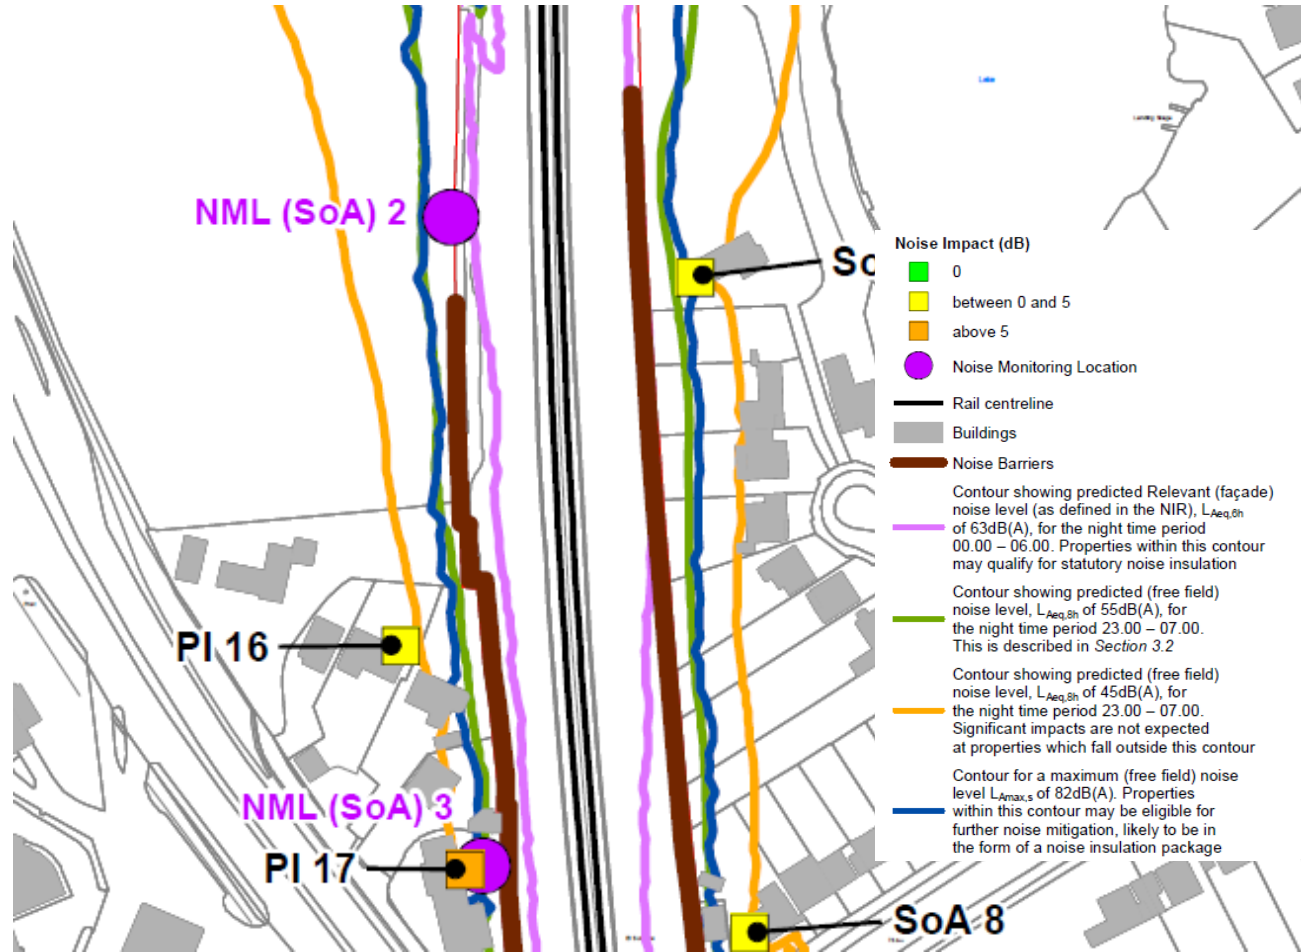 Lake
Landing Stage
NML (SoA) 2
So
PI 16
NML (SoA) 3
PI 17
SoA 8
Noise Impact (dB)
0
between 0 and 5
above 5
Noise Monitoring Location
Rail centreline
Buildings
Noise Barriers
Contour showing predicted Relevant (façade)
noise level (as defined in the NIR), LAeq,6h
of 63dB(A), for the night time period
00.00 – 06.00. Properties within this contour
may qualify for statutory noise insulation
Contour showing predicted (free field)
noise level, LAeq,8h of 55dB(A), for
the night time period 23.00 – 07.00.
This is described in Section 3.2
Contour showing predicted (free field)
noise level, LAeq,8h of 45dB(A), for
the night time period 23.00 – 07.00.
Significant impacts are not expected
at properties which fall outside this contour
Contour for a maximum (free field) noise
level LAmax,s of 82dB(A). Properties
within this contour may be eligible for
further noise mitigation, likely to be in
the form of a noise insulation package